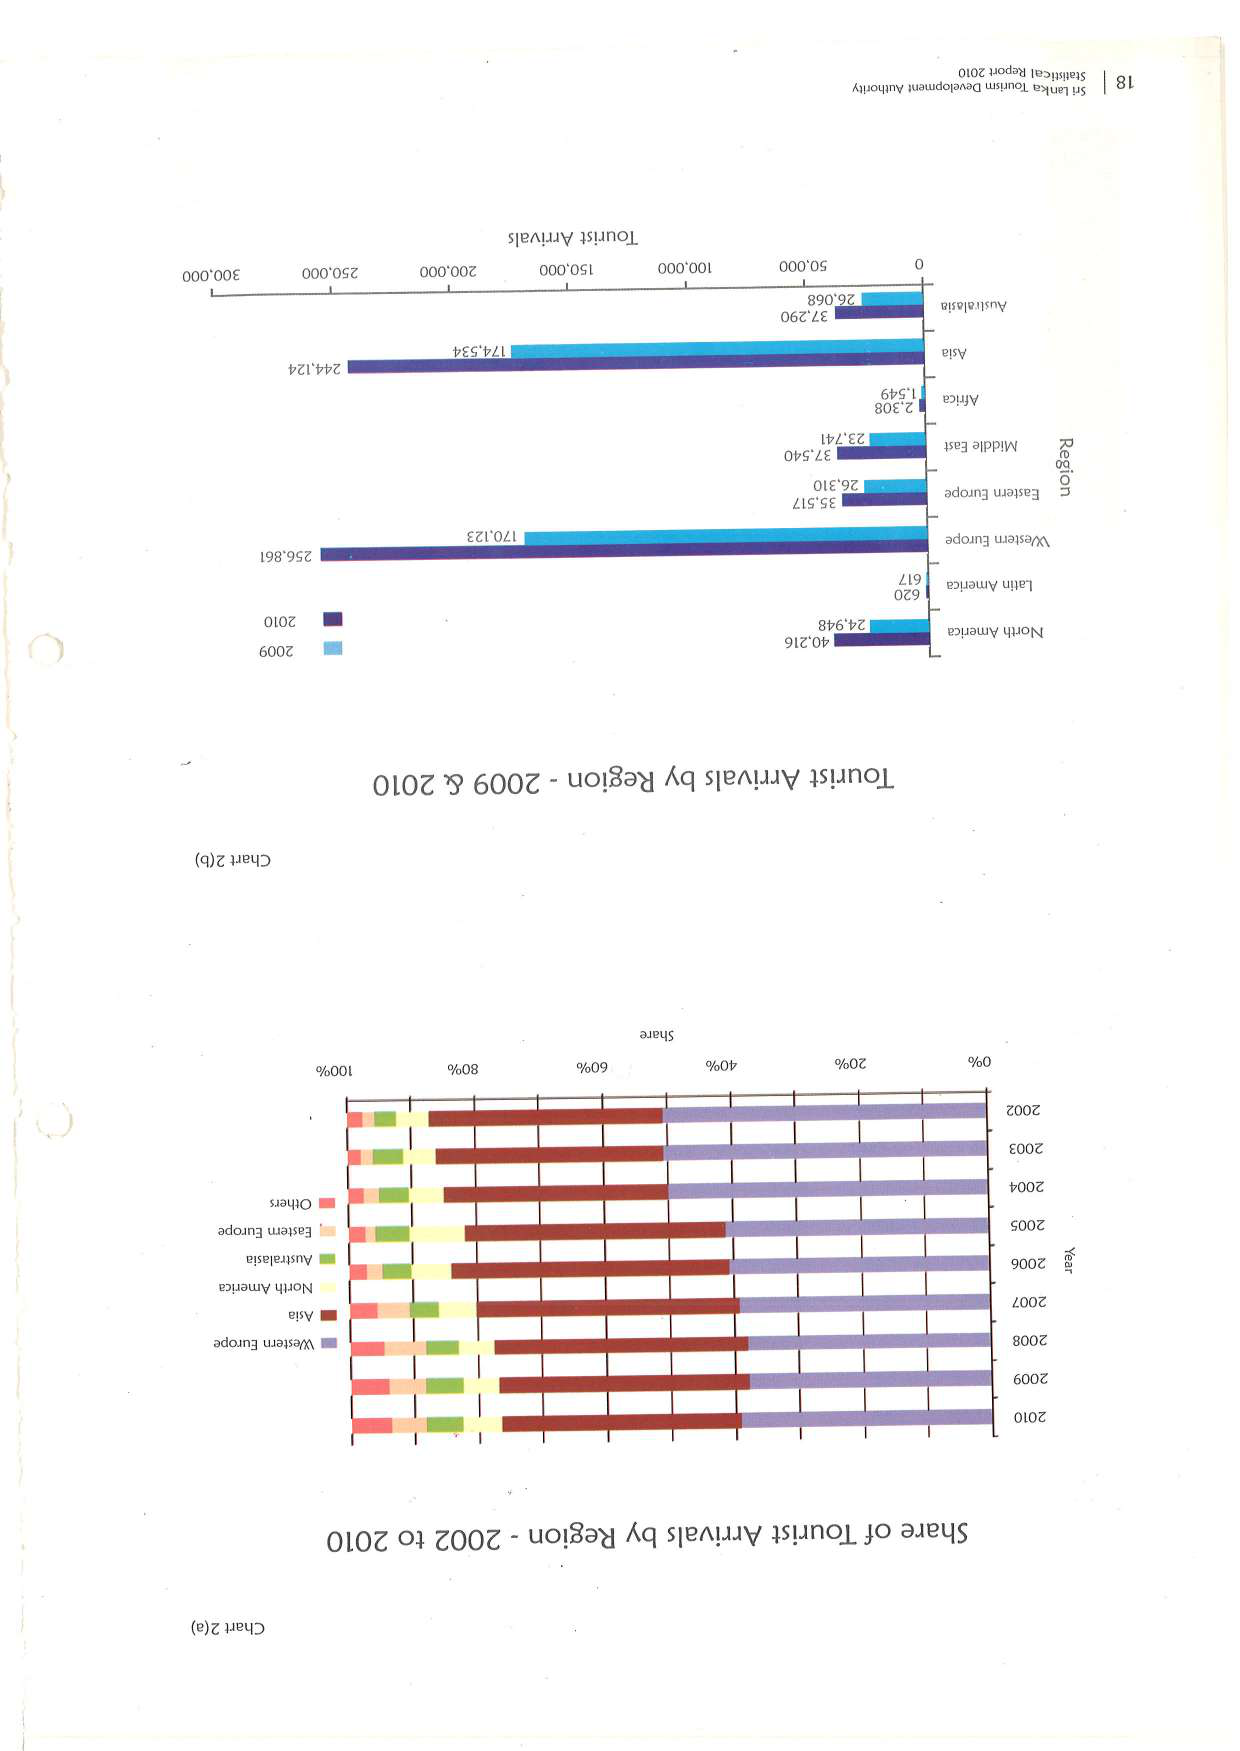 Chart 2(a)
Share of Tourist Arrivals by Region - 2002 to 2010
2010
2009
2008
2007
2006
2005
2004
2003
2002
Year
Western Europe
Asia
North America
Australasia
Eastern Europe
Others
0% 20% 40% 60% 80% 100%
Share
Chart 2(b)
Tourist Arrivals by Region - 2009 & 2010
2009
2010
North America 40,216
24,948
Latin America 620
617
Western Europe 256,861
170,123
Eastern Europe 35,517
26,310
Middle East 37,540
23,741
Africa 2,308
1,549
Asia 244,124
174,534
Australasia 37,290
26,068
Region
0 50,000 100,000 150,000 200,000 250,000 300,000
Tourist Arrivals
18 | Sri Lanka Tourism Development Authority
Statistical Report 2010